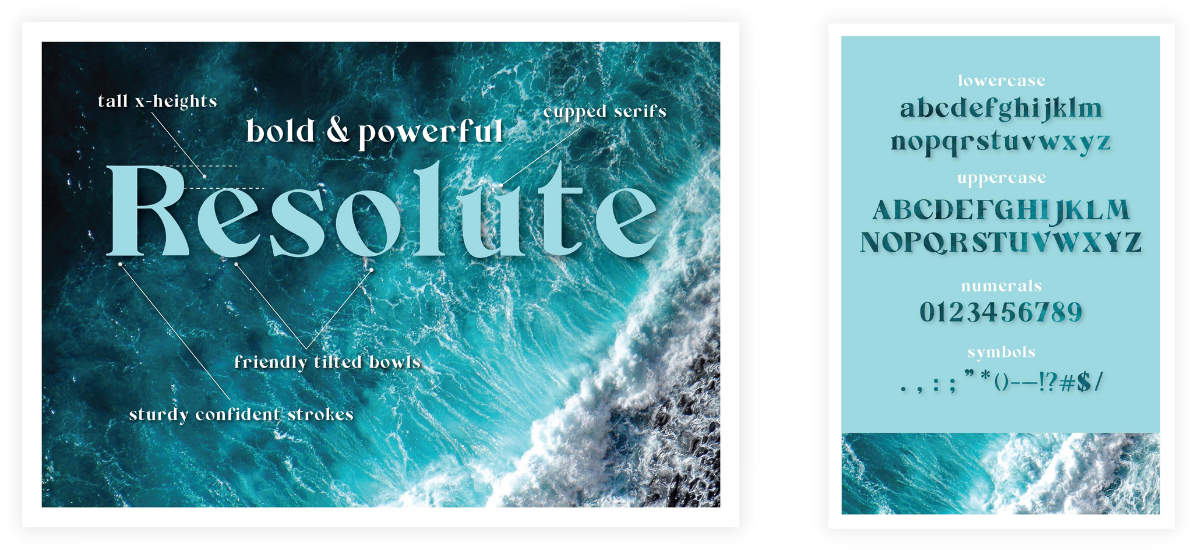 tall x-heights
cupped serifs
bold & powerful
Resolute
friendly tilted bowls
sturdy confident strokes
lowercase
abcdefghijklm
nopqrstuvwxyz
uppercase
ABCDEFGHIJKLM
NOPQRSTUVWXYZ
numerals
0123456789
symbols
. , : ; ” * () - — ! ? # $ /